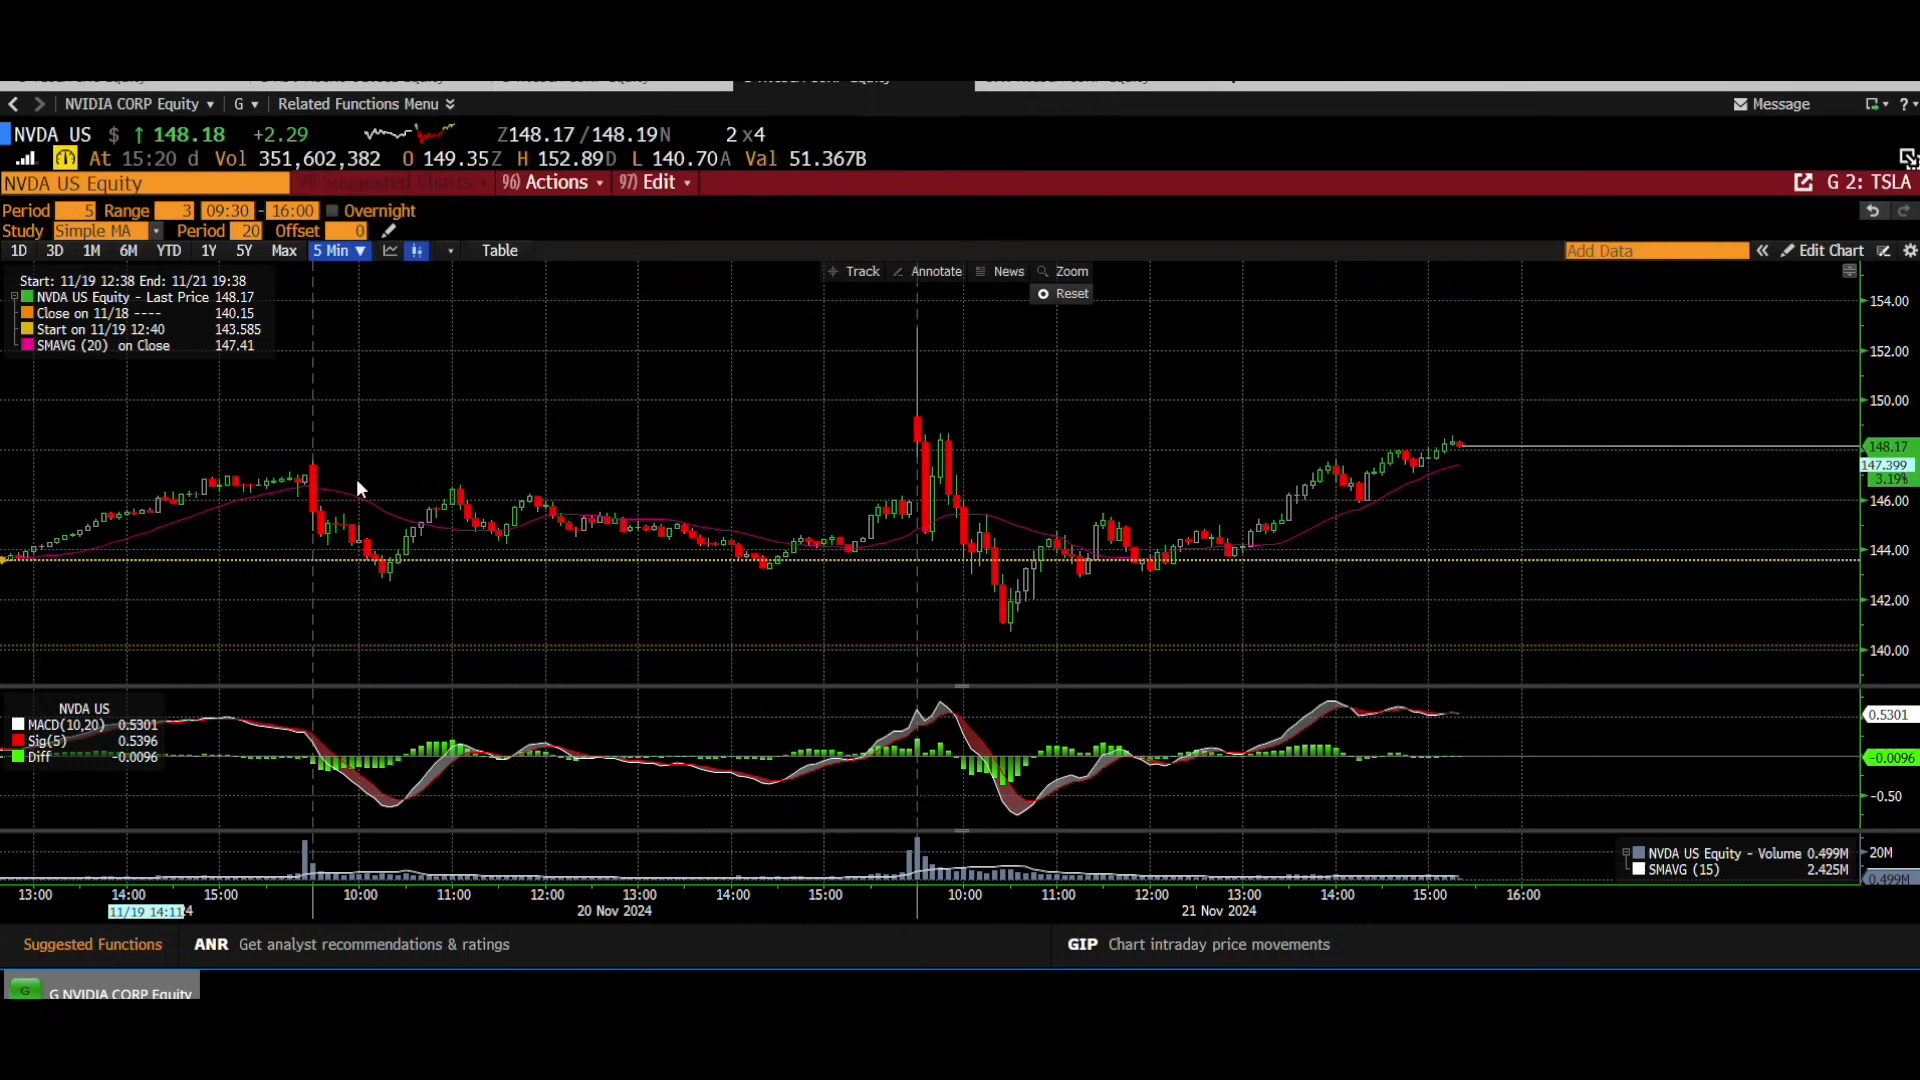 NVIDIA CORP Equity G Related Functions Menu Message ?
NVDA US $ ↑ 148.18 +2.29 Z148.17/148.19N 2x4
At 15:20 d Vol 351,602,382 O 149.35Z H 152.89D L 140.70A Val 51.367B
NVDA US Equity 96) Actions 97) Edit G 2: TSLA
Period 5 Range 3 09:30 - 16:00 Overnight
Study Simple MA Period 20 Offset 0
1D 3D 1M 6M YTD 1Y 5Y Max 5 Min ▼ Table Add Data « Edit Chart
Track Annotate News Zoom
Reset
Start: 11/19 12:38 End: 11/21 19:38
NVDA US Equity - Last Price 148.17
Close on 11/18 ---- 140.15
Start on 11/19 12:40 143.585
SMAVG (20) on Close 147.41
154.00
152.00
150.00
148.17
147.399
3.19%
146.00
144.00
142.00
140.00
NVDA US
MACD(10,20) 0.5301
Sig(5) 0.5396
Diff -0.0096
0.5301
-0.0096
-0.50
NVDA US Equity - Volume 0.499M
SMAVG (15) 2.425M
20M
0.499M
13:00 14:00 15:00 10:00 11:00 12:00 13:00 14:00 15:00 10:00 11:00 12:00 13:00 14:00 15:00 16:00
11/19 14:11 4 20 Nov 2024 21 Nov 2024
Suggested Functions ANR Get analyst recommendations & ratings GIP Chart intraday price movements
G G NVIDIA CORP Equity